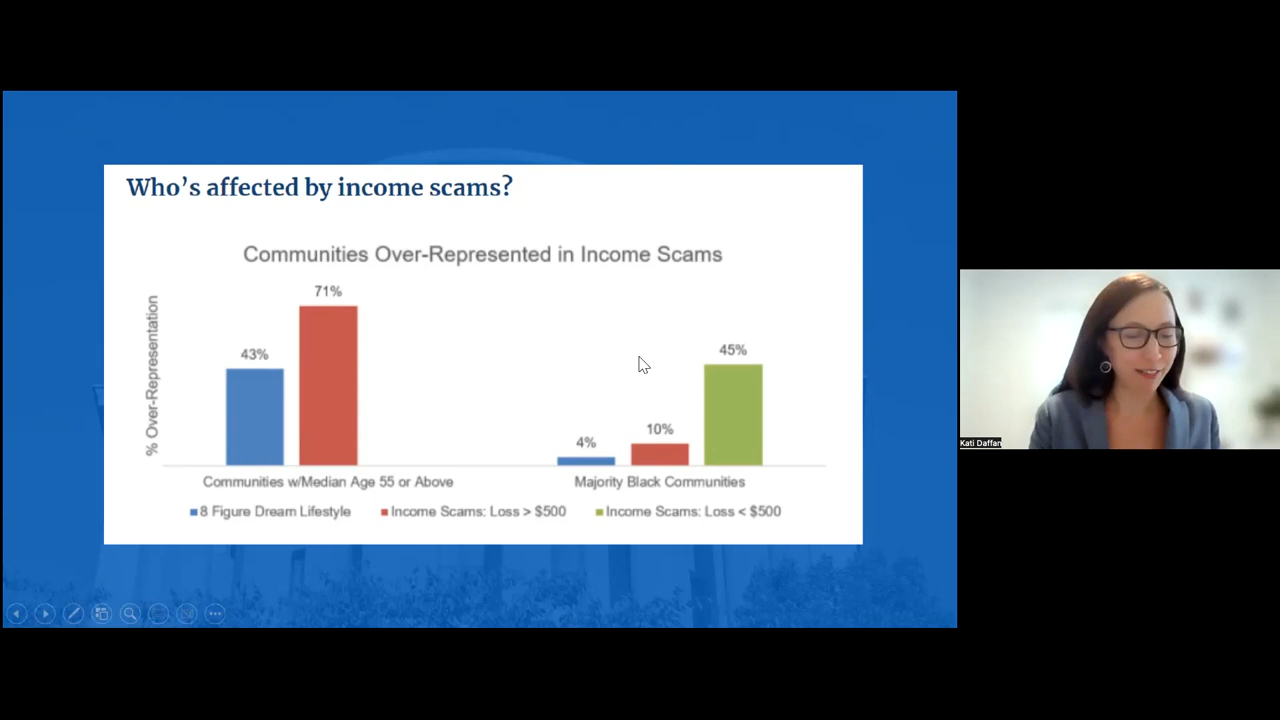 Who's affected by income scams?
Communities Over-Represented in Income Scams
% Over-Representation
43%
71%
4%
10%
45%
Communities w/Median Age 55 or Above
Majority Black Communities
8 Figure Dream Lifestyle
Income Scams: Loss > $500
Income Scams: Loss < $500
Kati Daffan